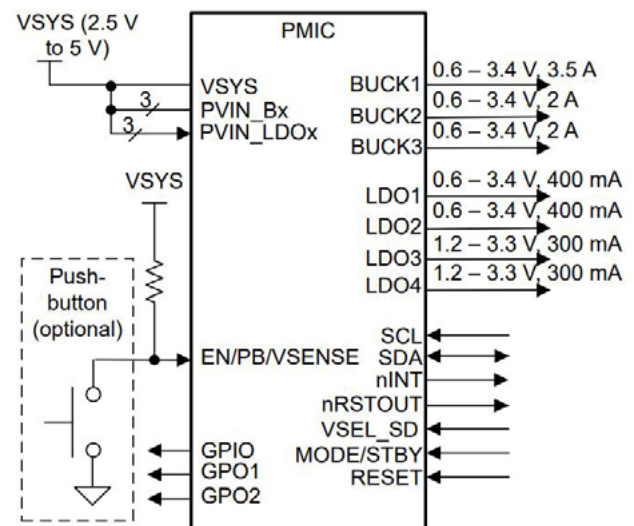 VSYS (2.5 V
to 5 V)
PMIC
VSYS
3
PVIN_Bx
3
PVIN_LDOx
BUCK1
0.6 – 3.4 V, 3.5 A
BUCK2
0.6 – 3.4 V, 2 A
BUCK3
0.6 – 3.4 V, 2 A
LDO1
0.6 – 3.4 V, 400 mA
LDO2
0.6 – 3.4 V, 400 mA
LDO3
1.2 – 3.3 V, 300 mA
LDO4
1.2 – 3.3 V, 300 mA
VSYS
Push-
button
(optional)
EN/PB/VSENSE
SCL
SDA
nINT
nRSTOUT
VSEL_SD
MODE/STBY
RESET
GPIO
GPO1
GPO2